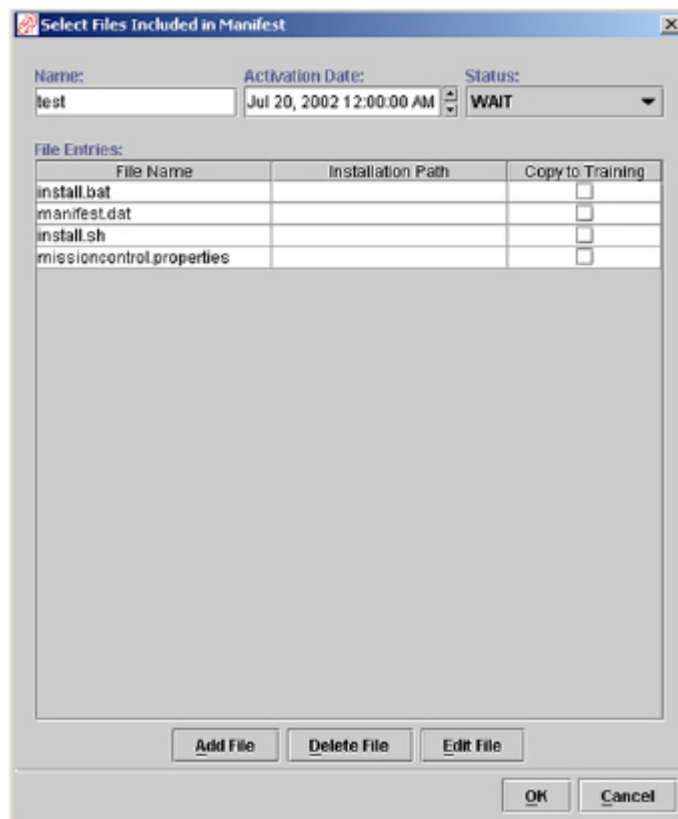 Select Files Included in Manifest
Name: Activation Date: Status:
test Jul 20, 2002 12:00:00 AM WAIT
File Entries:
File Name Installation Path Copy to Training
install.bat
manifest.dat
install.sh
missioncontrol.properties
Add File Delete File Edit File
OK Cancel